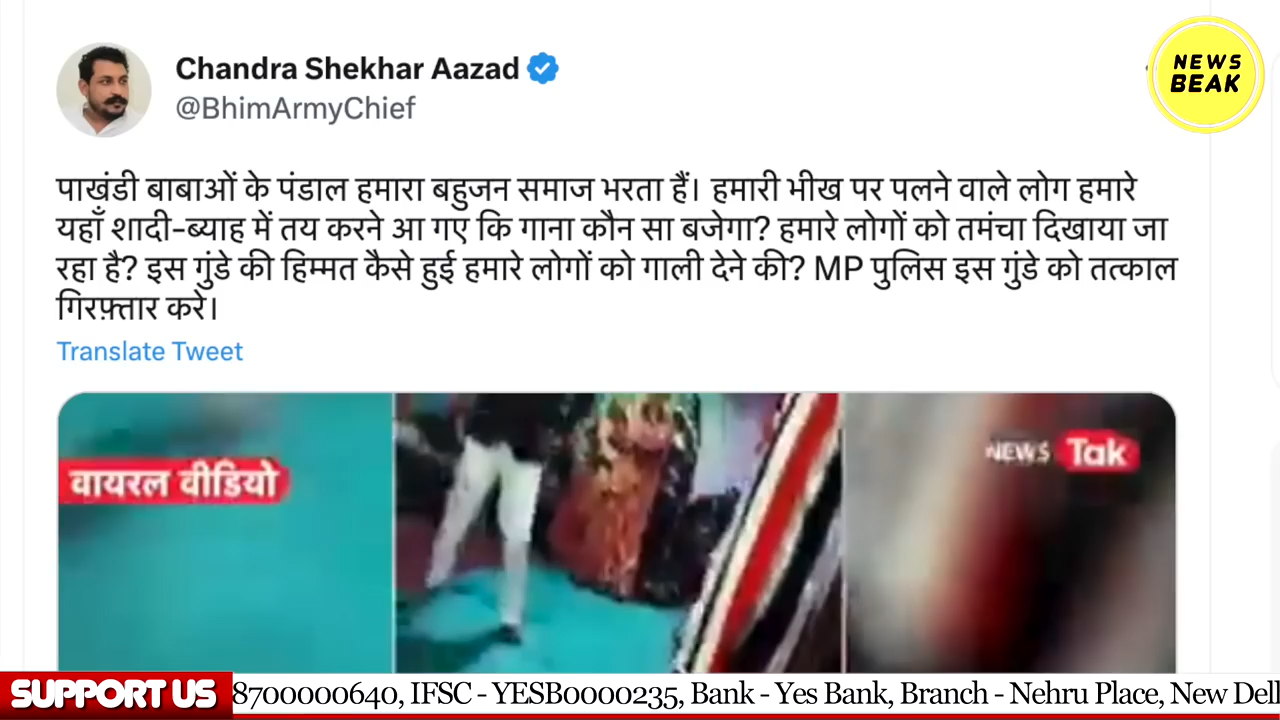 Chandra Shekhar Aazad
@BhimArmyChief
NEWS
BEAK
पाखंडी बाबाओं के पंडाल हमारा बहुजन समाज भरता हैं। हमारी भीख पर पलने वाले लोग हमारे
यहाँ शादी-ब्याह में तय करने आ गए कि गाना कौन सा बजेगा? हमारे लोगों को तमंचा दिखाया जा
रहा है? इस गुंडे की हिम्मत कैसे हुई हमारे लोगों को गाली देने की? MP पुलिस इस गुंडे को तत्काल
गिरफ़्तार करे।
Translate Tweet
वायरल वीडियो
NEWS Tak
SUPPORT US 8700000640, IFSC - YESB0000235, Bank - Yes Bank, Branch - Nehru Place, New Dell